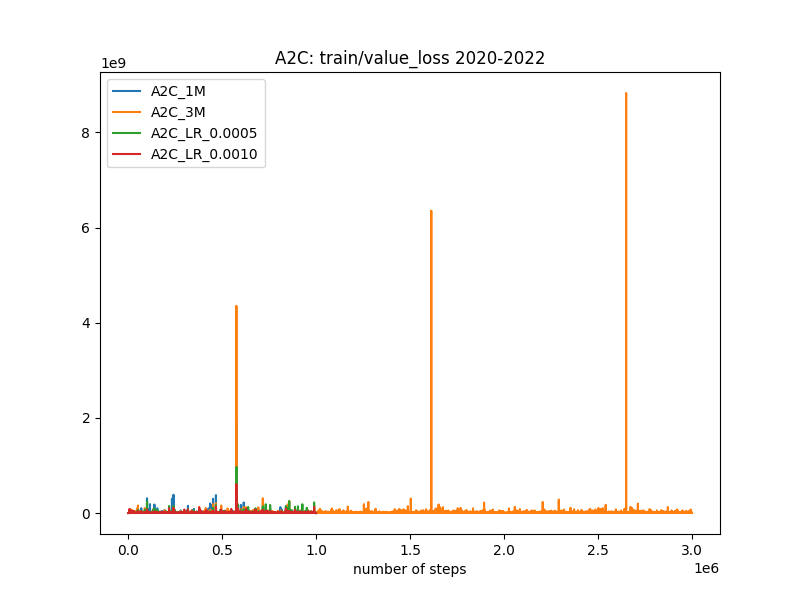 A2C: train/value_loss 2020-2022
1e9
A2C_1M
A2C_3M
A2C_LR_0.0005
A2C_LR_0.0010
8
6
4
2
0
0.0 0.5 1.0 1.5 2.0 2.5 3.0
number of steps 1e6